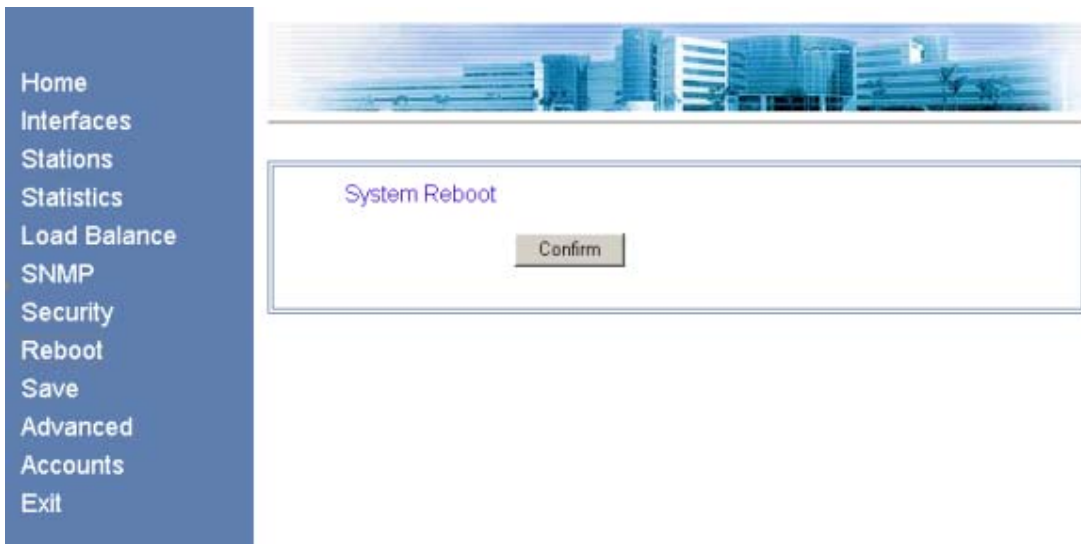 Home
Interfaces
Stations
Statistics
Load Balance
SNMP
Security
Reboot
Save
Advanced
Accounts
Exit
System Reboot
Confirm